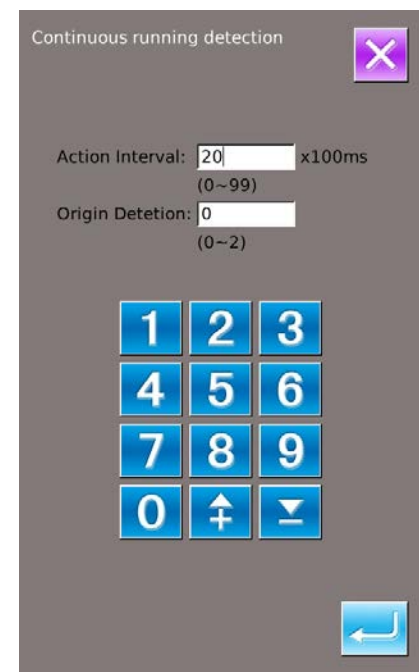 Continuous running detection
Action Interval: 20 x100ms
(0~99)
Origin Detetion: 0
(0~2)
1 2 3
4 5 6
7 8 9
0